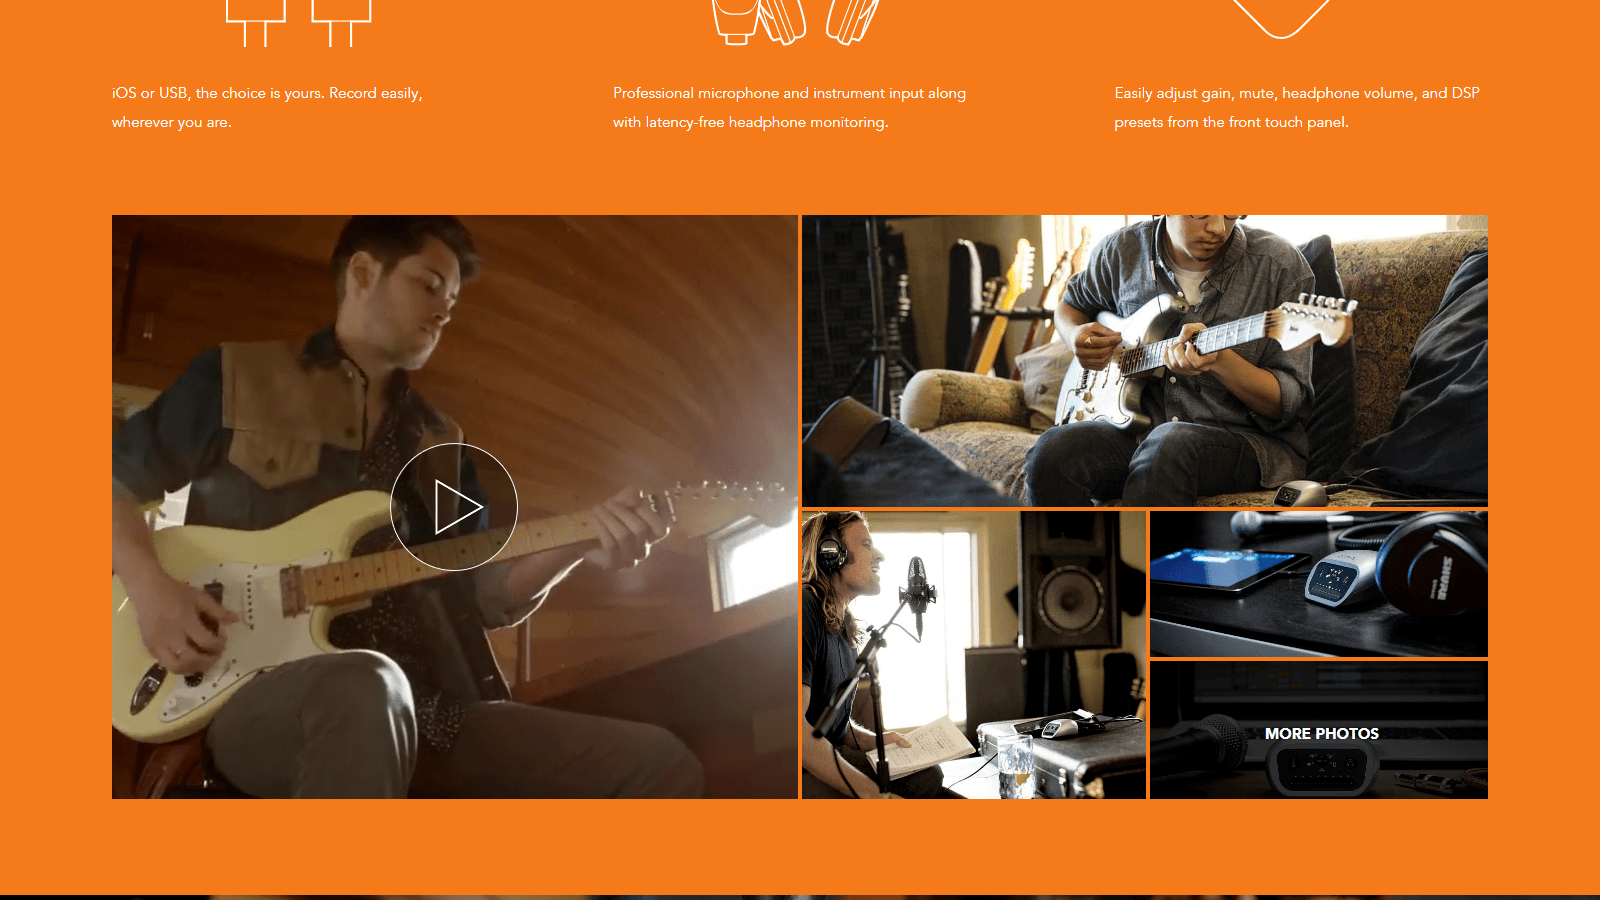 iOS or USB, the choice is yours. Record easily,
wherever you are.
Professional microphone and instrument input along
with latency-free headphone monitoring.
Easily adjust gain, mute, headphone volume, and DSP
presets from the front touch panel.
SHURE
MORE PHOTOS